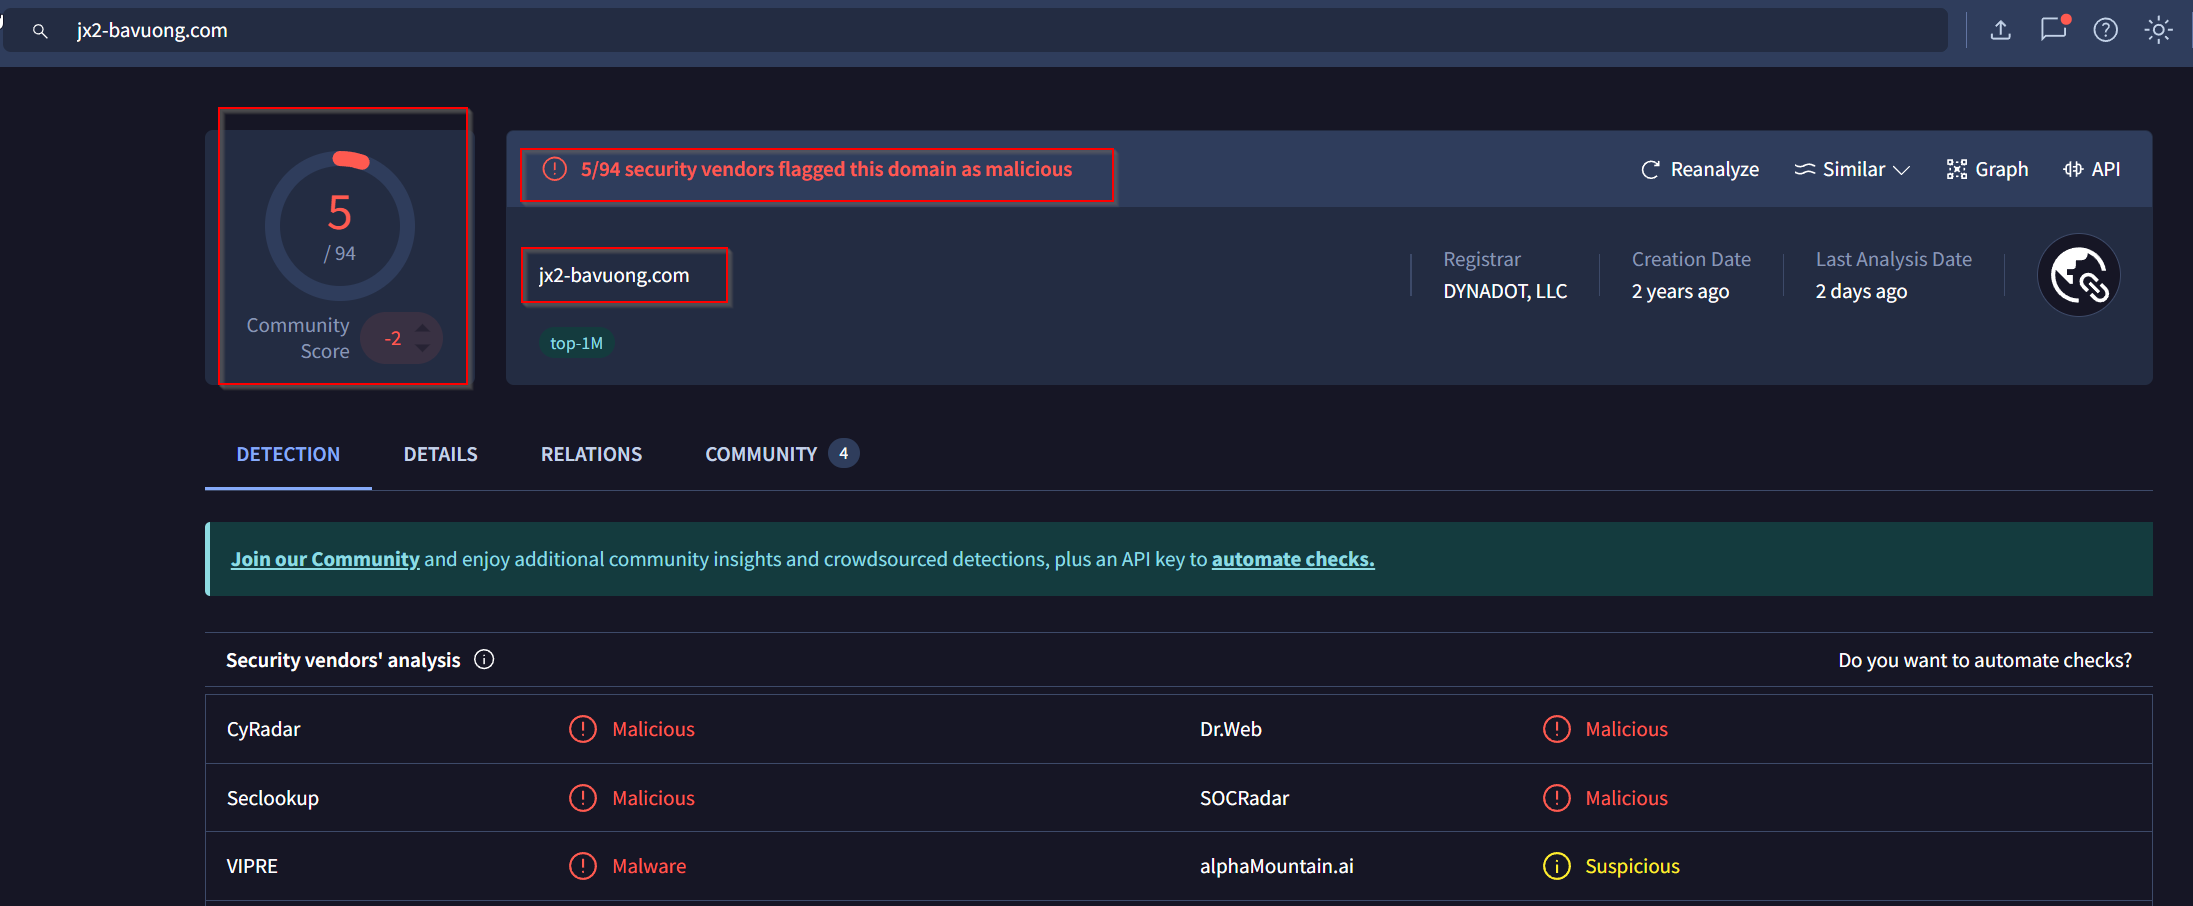 jx2-bavuong.com
5
/ 94
Community
Score
-2
5/94 security vendors flagged this domain as malicious
Reanalyze
Similar
Graph
API
jx2-bavuong.com
top-1M
Registrar
DYNADOT, LLC
Creation Date
2 years ago
Last Analysis Date
2 days ago
DETECTION
DETAILS
RELATIONS
COMMUNITY
4
Join our Community and enjoy additional community insights and crowdsourced detections, plus an API key to automate checks.
Security vendors' analysis
Do you want to automate checks?
CyRadar
Malicious
Dr.Web
Malicious
Seclookup
Malicious
SOCRadar
Malicious
VIPRE
Malware
alphaMountain.ai
Suspicious